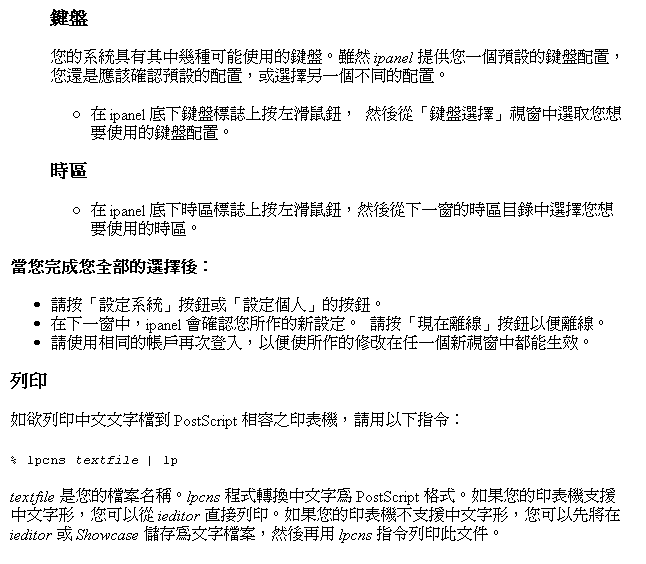 鍵盤
您的系統具有其中幾種可能使用的鍵盤。雖然 ipanel 提供您一個預設的鍵盤配置，
您還是應該確認預設的配置，或選擇另一個不同的配置。
○ 在 ipanel 底下鍵盤標誌上按左滑鼠鈕， 然後從「鍵盤選擇」視窗中選取您想
要使用的鍵盤配置。
時區
○ 在 ipanel 底下時區標誌上按左滑鼠鈕，然後從下一窗的時區目錄中選擇您想
要使用的時區。
當您完成您全部的選擇後：
• 請按「設定系統」按鈕或「設定個人」的按鈕。
• 在下一窗中，ipanel 會確認您所作的新設定。 請按「現在離線」按鈕以便離線。
• 請使用相同的帳戶再次登入，以便使所作的修改在任一個新視窗中都能生效。
列印
如欲列印中文文字檔到 PostScript 相容之印表機，請用以下指令：
% lpcns textfile | lp
textfile 是您的檔案名稱。lpcns 程式轉換中文字為 PostScript 格式。如果您的印表機支援
中文字形，您可以從 ieditor 直接列印。如果您的印表機不支援中文字形，您可以先將在
ieditor 或 Showcase 儲存為文字檔案，然後再用 lpcns 指令列印此文件。